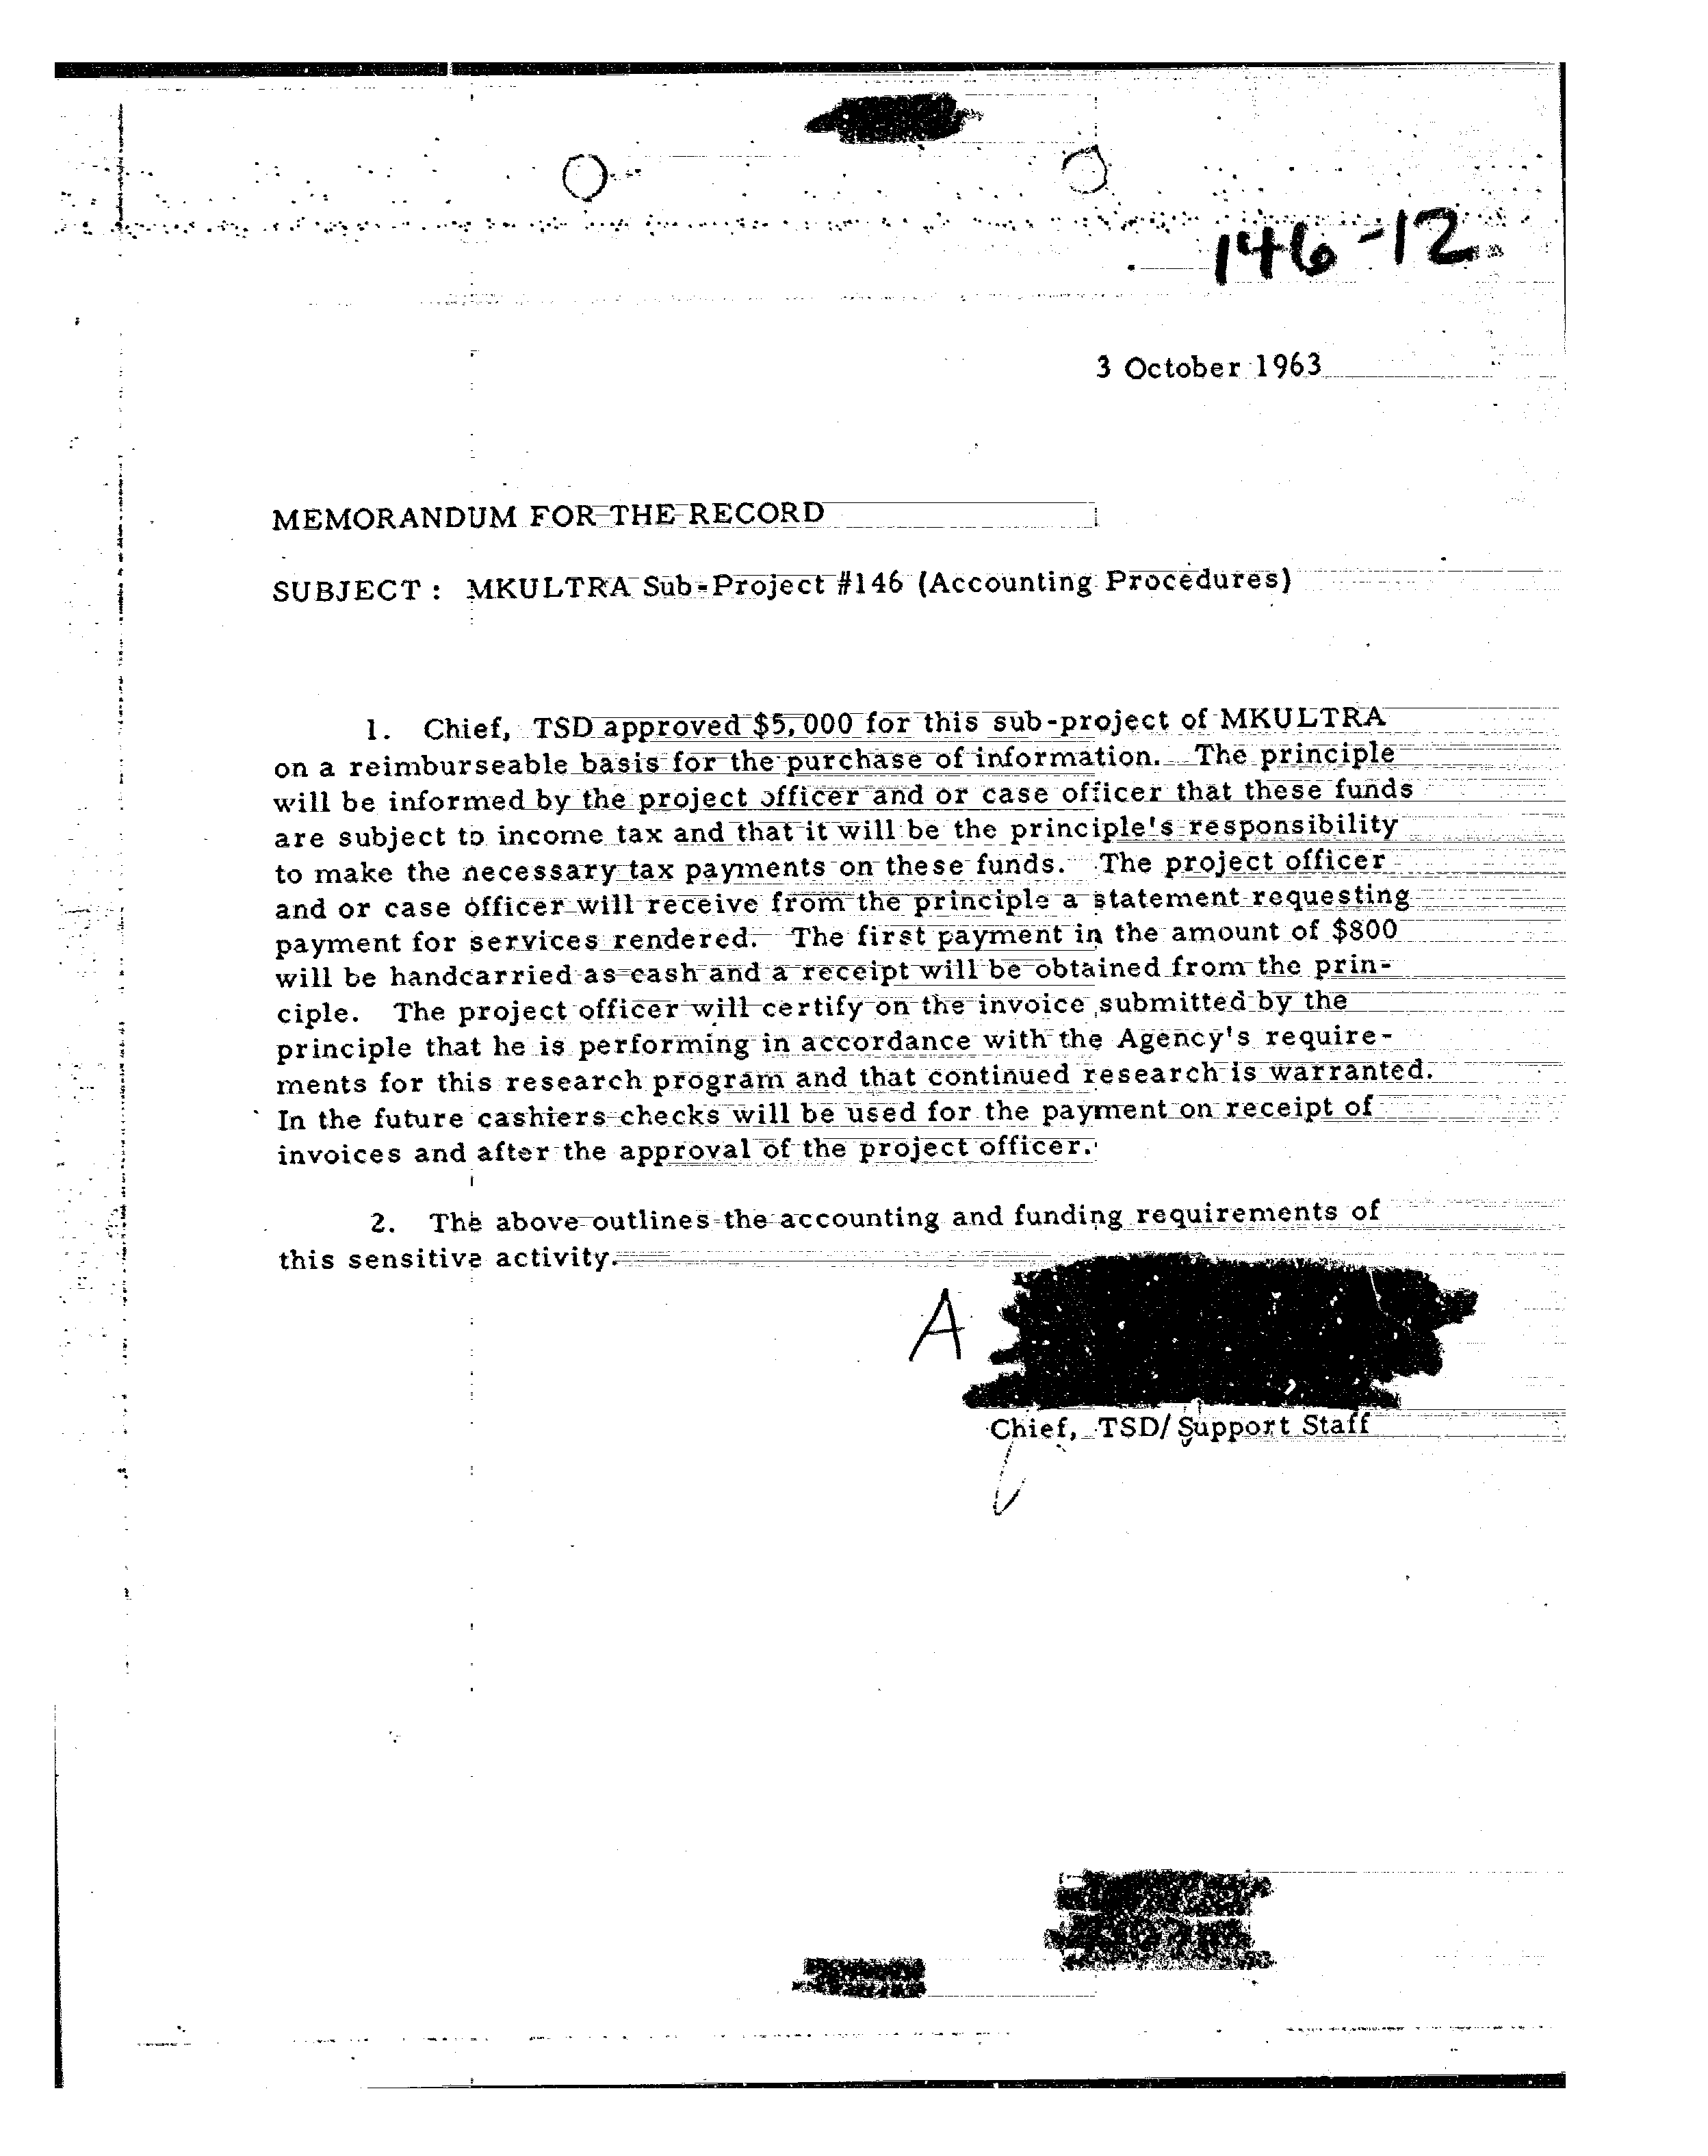 146-12
3 October 1963
MEMORANDUM FOR THE RECORD
SUBJECT : MKULTRA Sub-Project #146 (Accounting Procedures)
1. Chief, TSD approved $5,000 for this sub-project of MKULTRA
on a reimburseable basis for the purchase of information. The principle
will be informed by the project officer and or case officer that these funds
are subject to income tax and that it will be the principle's responsibility
to make the necessary tax payments on these funds. The project officer
and or case officer will receive from the principle a statement requesting
payment for services rendered. The first payment in the amount of $800
will be handcarried as cash and a receipt will be obtained from the prin-
ciple. The project officer will certify on the invoice submitted by the
principle that he is performing in accordance with the Agency's require-
ments for this research program and that continued research is warranted.
In the future cashiers checks will be used for the payment on receipt of
invoices and after the approval of the project officer.
2. The above outlines the accounting and funding requirements of
this sensitive activity.
A
Chief, TSD/Support Staff